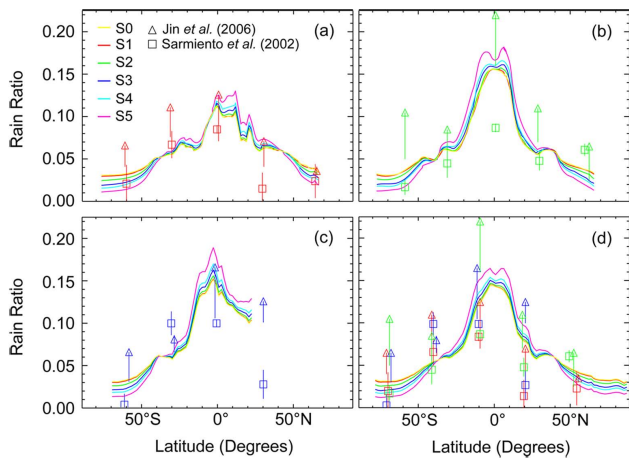 0.20
0.15
0.10
0.05
0.00
Rain Ratio
S0
S1
S2
S3
S4
S5
Jin et al. (2006)
Sarmiento et al. (2002)
(a)
(b)
0.20
0.15
0.10
0.05
0.00
Rain Ratio
(c)
(d)
50°S 0° 50°N
50°S 0° 50°N
Latitude (Degrees)
Latitude (Degrees)